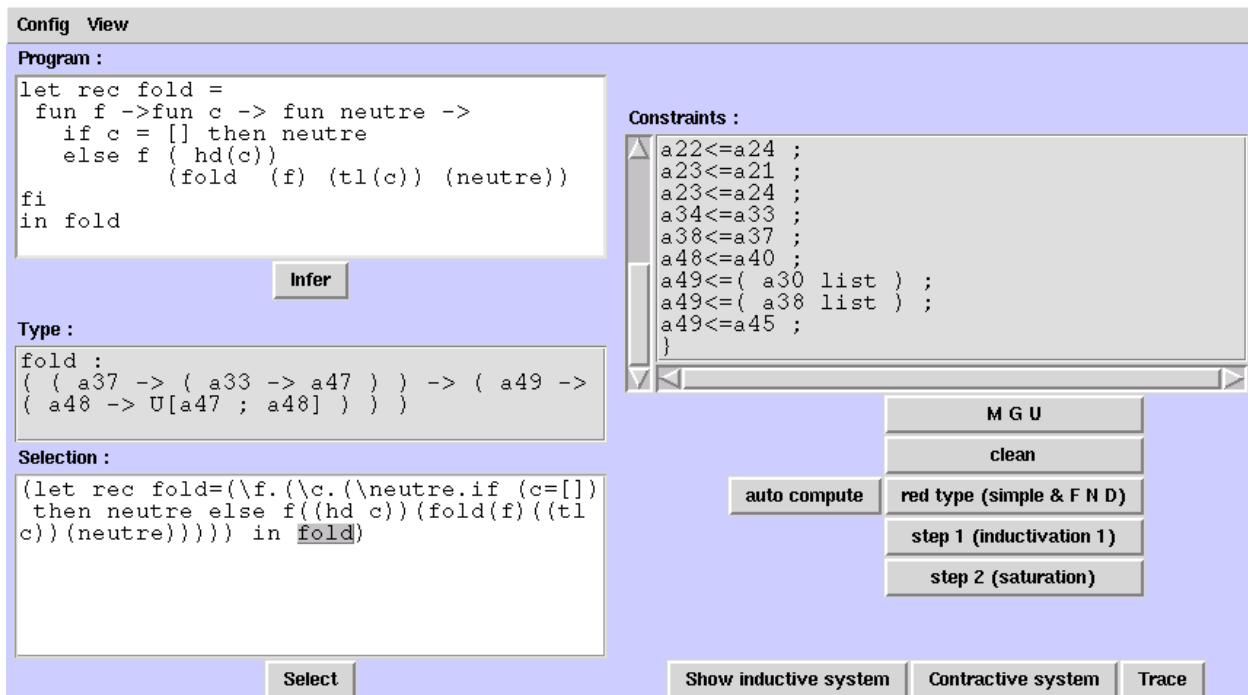 Config View
Program :
let rec fold =
fun f ->fun c -> fun neutre ->
if c = [] then neutre
else f ( hd(c))
(fold (f) (tl(c)) (neutre))
fi
in fold
Infer
Type :
fold :
( ( a37 -> ( a33 -> a47 ) ) -> ( a49 ->
( a48 -> U[a47 ; a48] ) ) )
Selection :
(let rec fold=(\f.(\c.(\neutre.if (c=[])
then neutre else f((hd c))(fold(f)((tl
c))(neutre))))) in fold)
Select
Constraints :
a22<=a24 ;
a23<=a21 ;
a23<=a24 ;
a34<=a33 ;
a38<=a37 ;
a48<=a40 ;
a49<=( a30 list ) ;
a49<=( a38 list ) ;
a49<=a45 ;
}
M G U
clean
auto compute red type (simple & F N D)
step 1 (inductivation 1)
step 2 (saturation)
Show inductive system Contractive system Trace